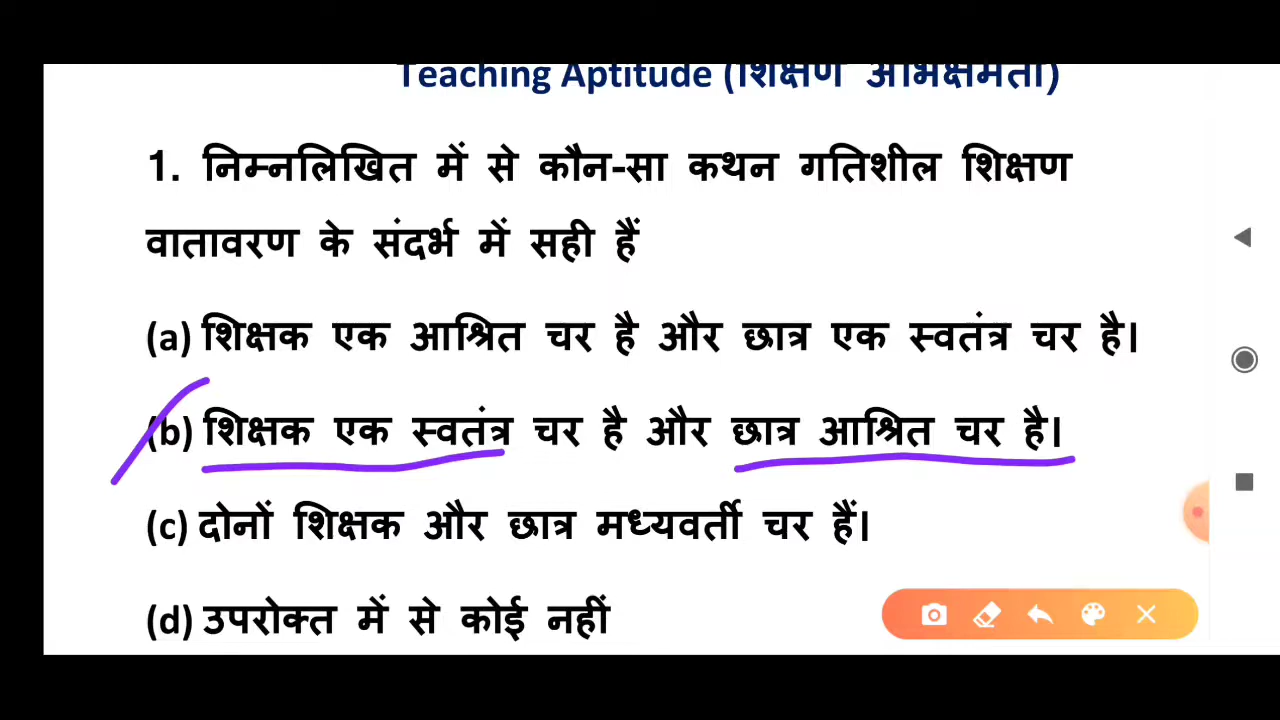 Teaching Aptitude (शिक्षण अभिक्षमता)
1. निम्नलिखित में से कौन-सा कथन गतिशील शिक्षण
वातावरण के संदर्भ में सही हैं
(a) शिक्षक एक आश्रित चर है और छात्र एक स्वतंत्र चर है।
(b) शिक्षक एक स्वतंत्र चर है और छात्र आश्रित चर है।
(c) दोनों शिक्षक और छात्र मध्यवर्ती चर हैं।
(d) उपरोक्त में से कोई नहीं